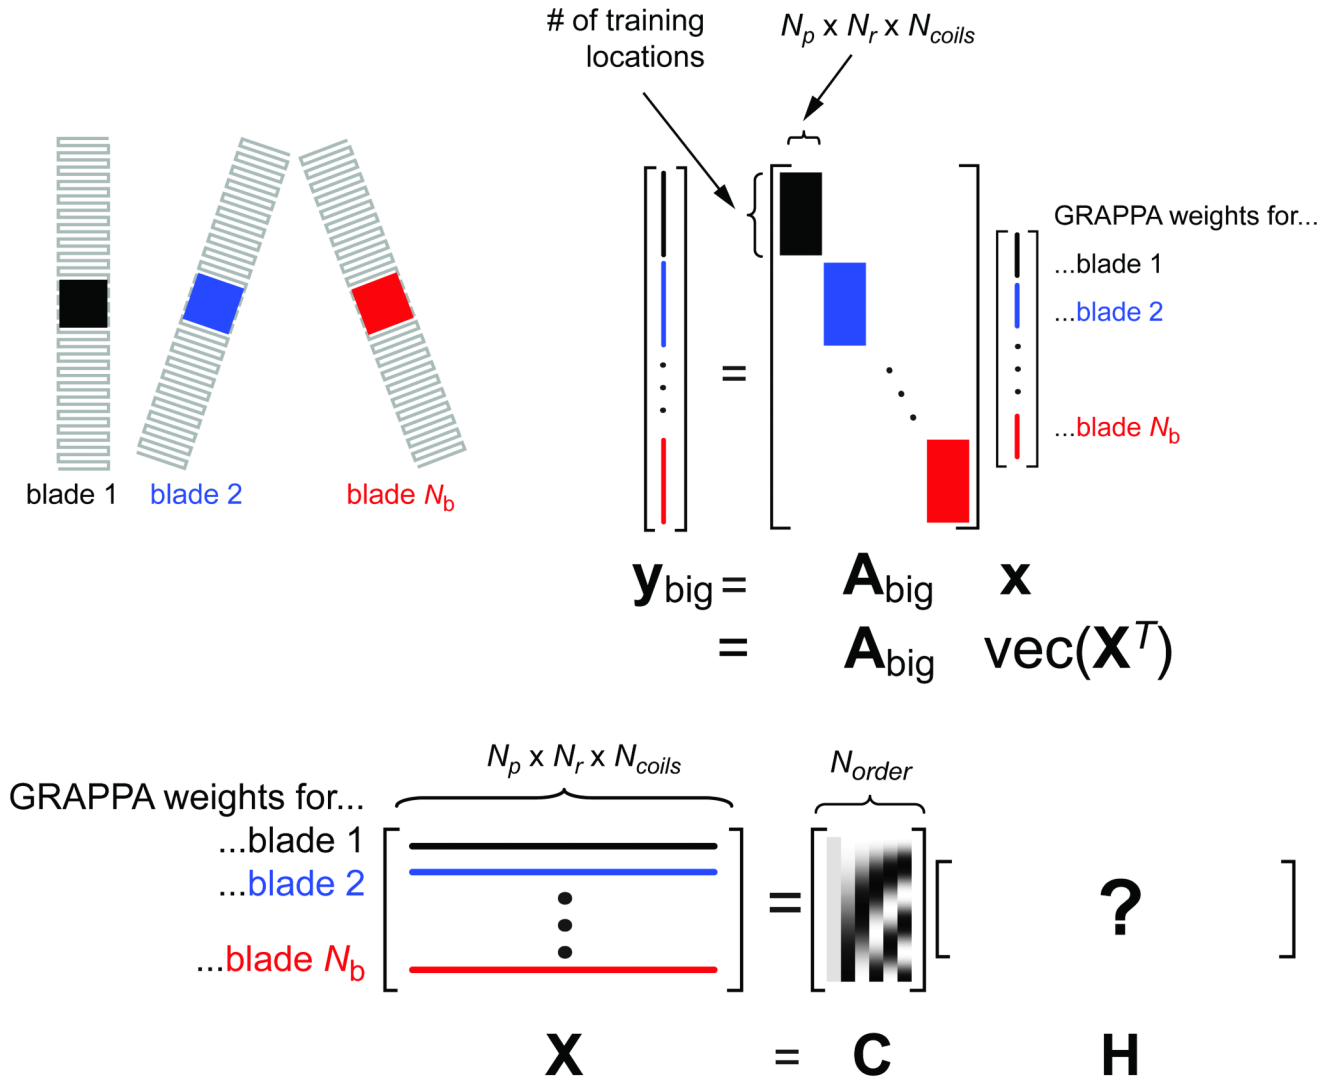 # of training
locations
Np x Nr x Ncoils
GRAPPA weights for...
...blade 1
...blade 2
...blade Nb
=
blade 1
blade 2
blade Nb
ybig = Abig x
= Abig vec(X^T)
Np x Nr x Ncoils
Norder
GRAPPA weights for...
...blade 1
...blade 2
...blade Nb
=
?
X = C H